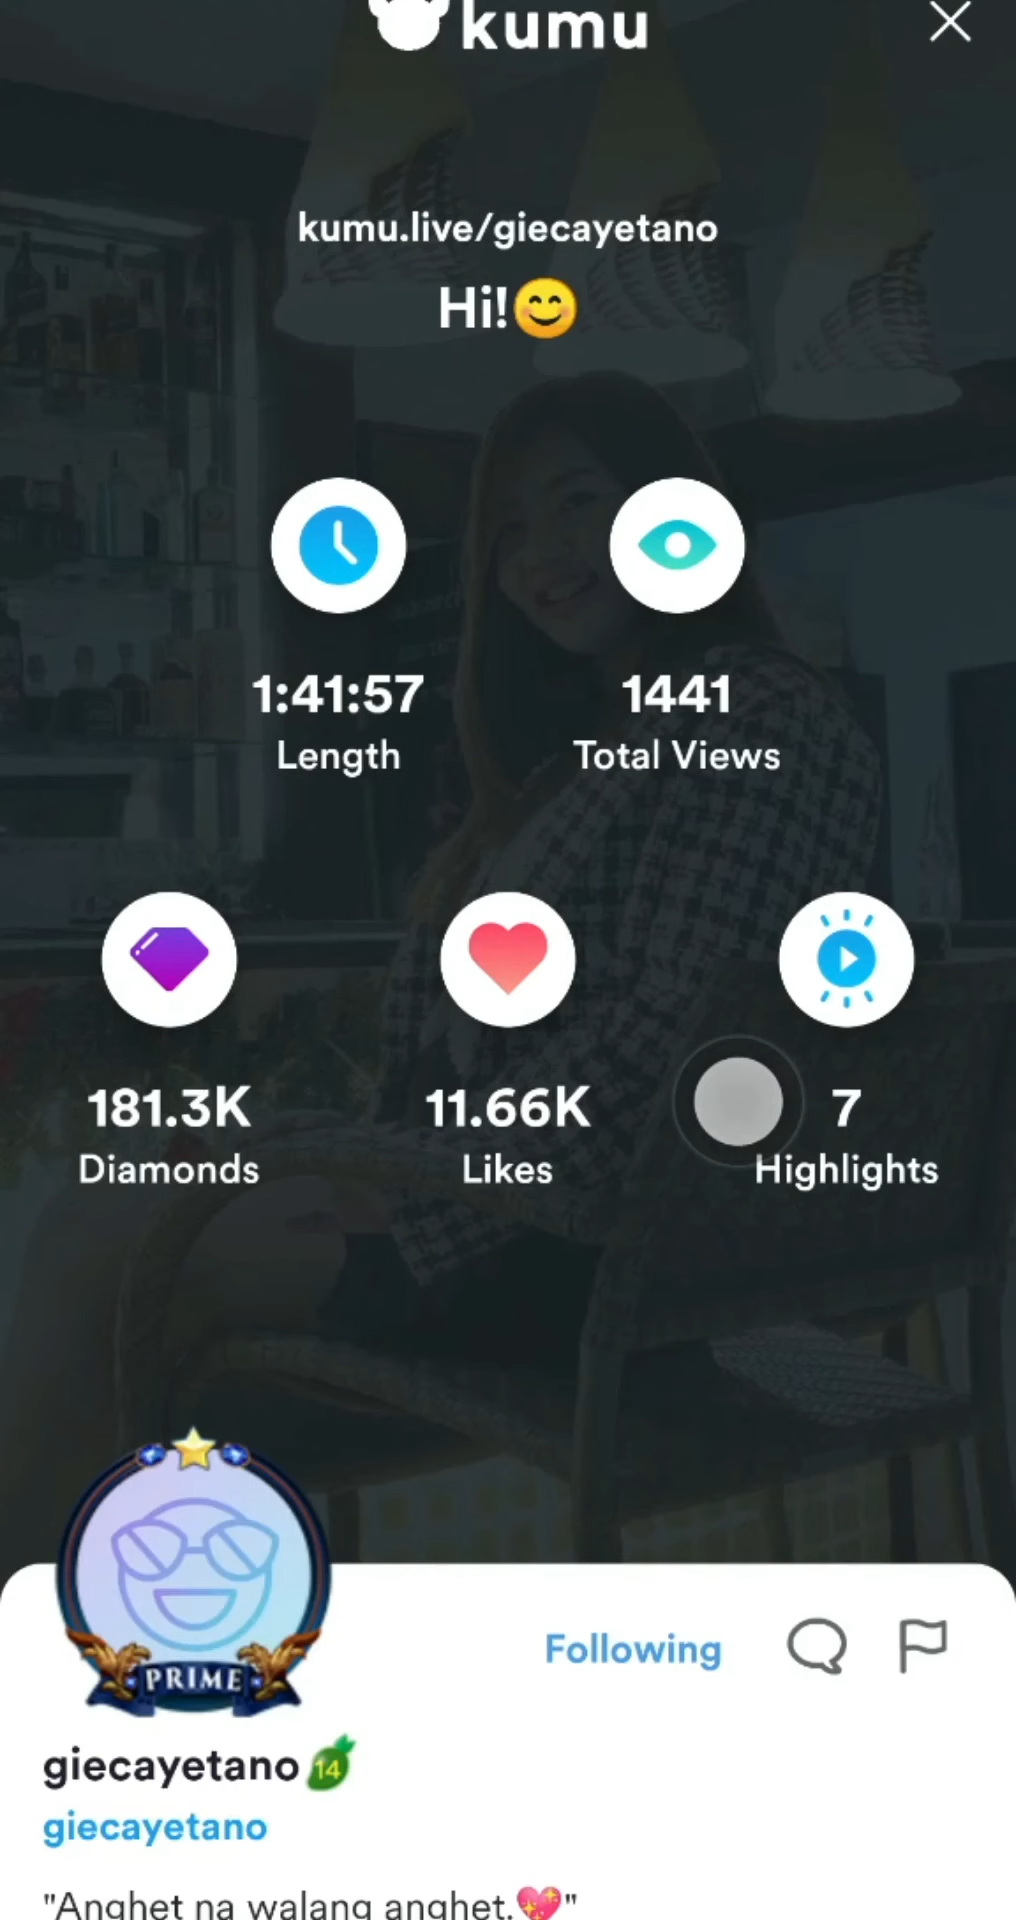 kumu
kumu.live/giecayetano
Hi!😊
1:41:57
Length
1441
Total Views
181.3K
Diamonds
11.66K
Likes
7
Highlights
PRIME
Following
giecayetano 14
giecayetano
"Anghet na walang anghet.💖"